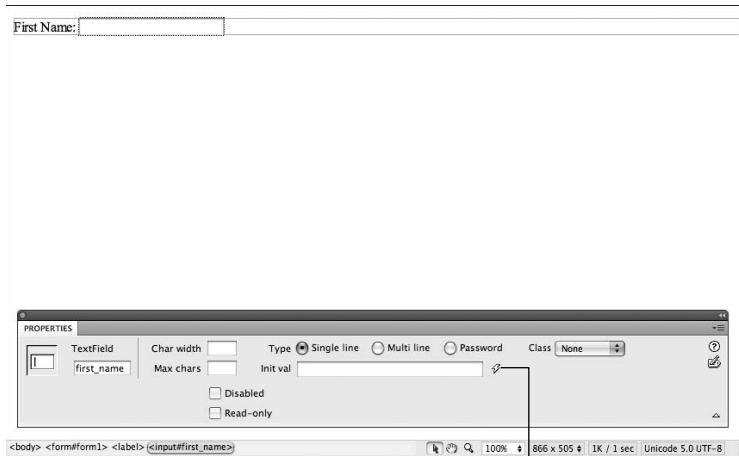 First Name:
PROPERTIES
TextField Char width Type Single line Multi line Password Class None
first_name Max chars Init val
Disabled
Read-only
<body> <form#form1> <label> <input#first_name> 100% 866 x 505 1K / 1 sec Unicode 5.0 UTF-8